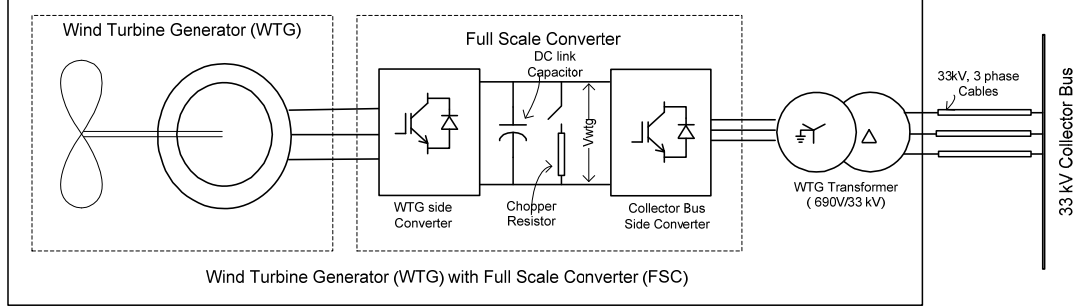 Wind Turbine Generator (WTG)
Full Scale Converter
DC link
Capacitor
Vwtg
WTG side
Converter
Chopper
Resistor
Collector Bus
Side Converter
WTG Transformer
( 690V/33 kV)
33kV, 3 phase
Cables
33 kV Collector Bus
Wind Turbine Generator (WTG) with Full Scale Converter (FSC)